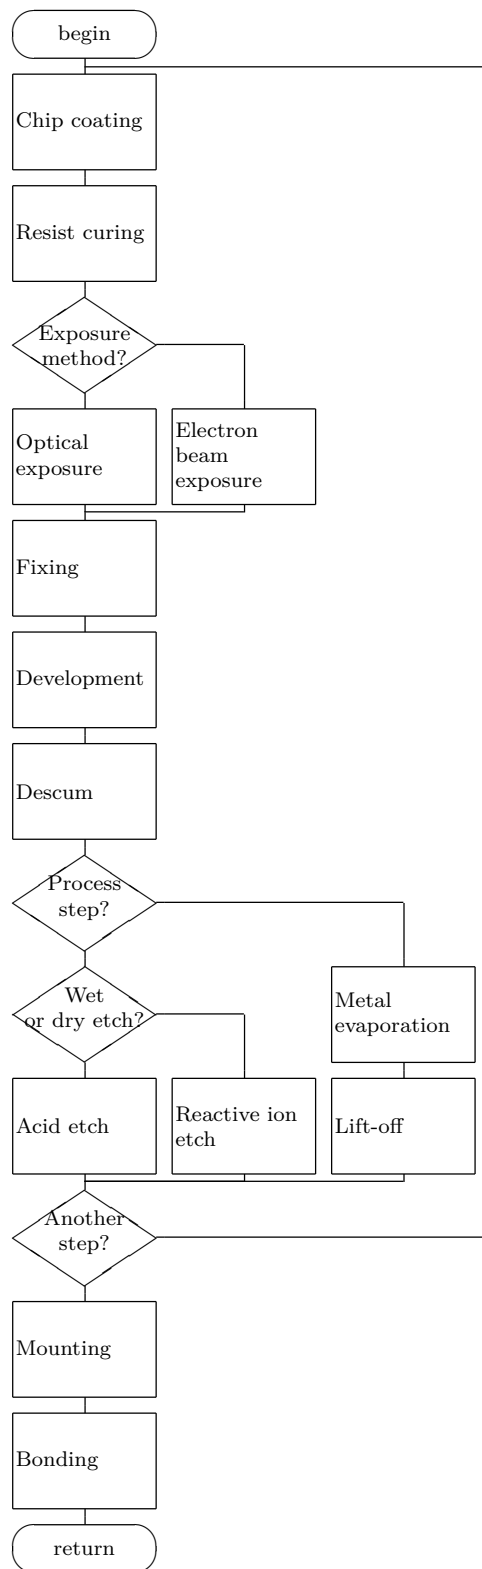 begin
Chip coating
Resist curing
Exposure
method?
Optical
exposure
Electron
beam
exposure
Fixing
Development
Descum
Process
step?
Wet
or dry etch?
Metal
evaporation
Acid etch
Reactive ion
etch
Lift-off
Another
step?
Mounting
Bonding
return